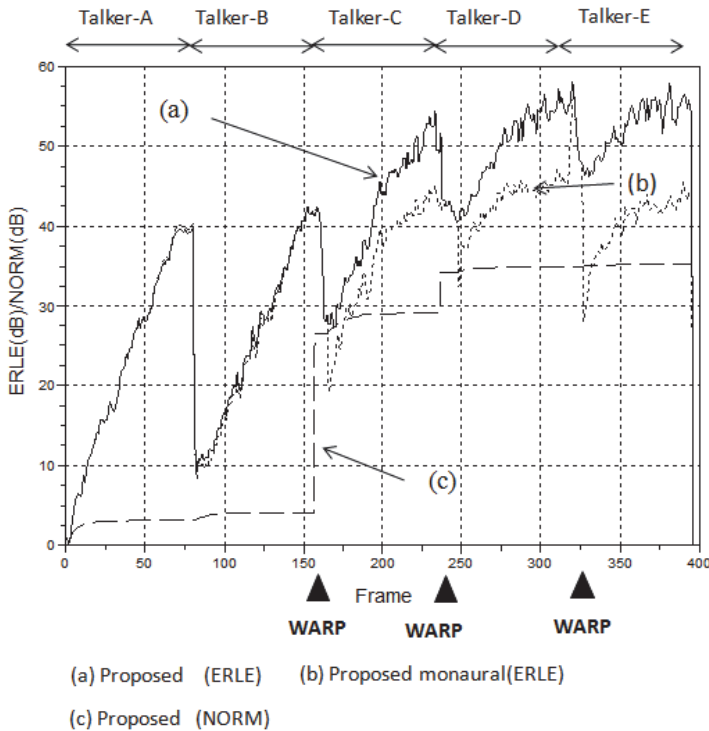 Talker-A Talker-B Talker-C Talker-D Talker-E
60
50
40
30
20
10
0
ERLE(dB)/NORM(dB)
(a)
(b)
(c)
0 50 100 150 200 250 300 350 400
Frame
WARP WARP WARP
(a) Proposed (ERLE) (b) Proposed monaural(ERLE)
(c) Proposed (NORM)